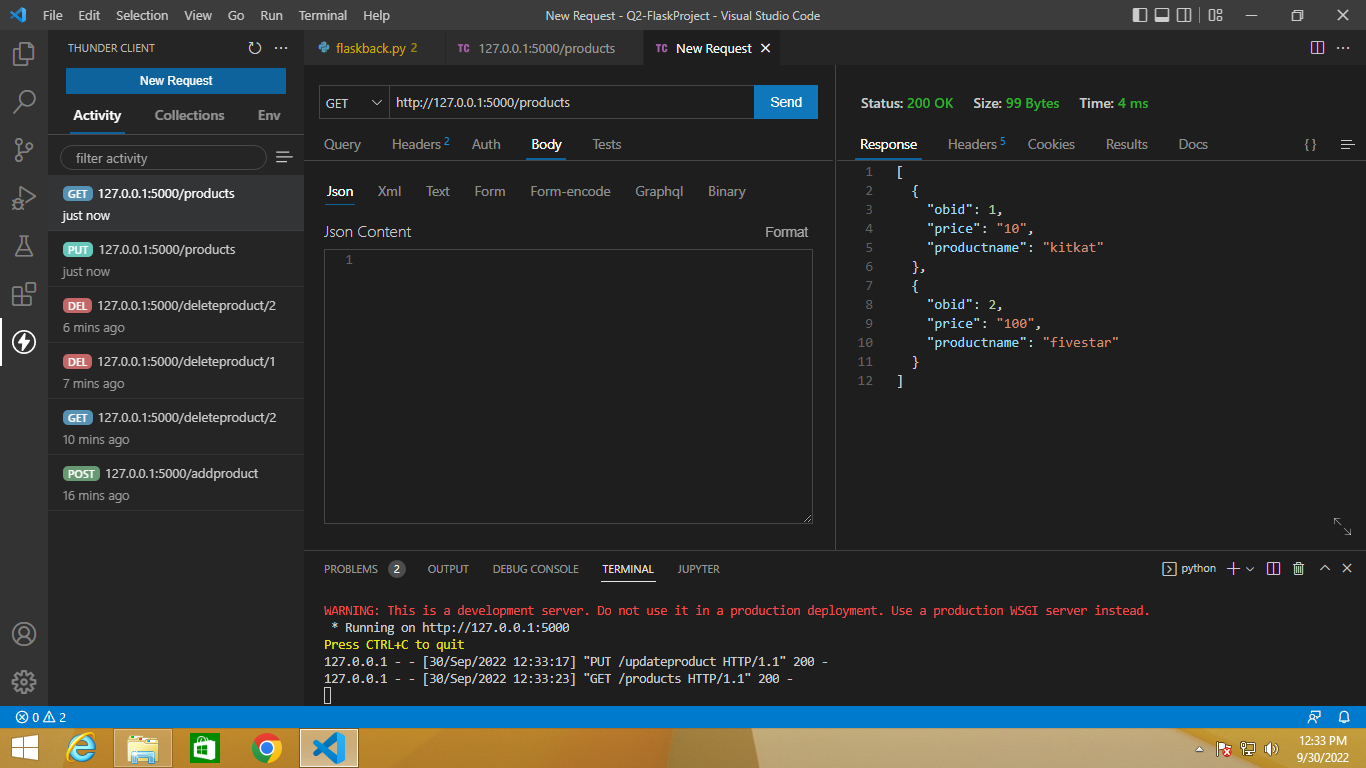 File Edit Selection View Go Run Terminal Help
New Request - Q2-FlaskProject - Visual Studio Code
THUNDER CLIENT
New Request
Activity Collections Env
filter activity
GET 127.0.0.1:5000/products
just now
PUT 127.0.0.1:5000/products
just now
DEL 127.0.0.1:5000/deleteproduct/2
6 mins ago
DEL 127.0.0.1:5000/deleteproduct/1
7 mins ago
GET 127.0.0.1:5000/deleteproduct/2
10 mins ago
POST 127.0.0.1:5000/addproduct
16 mins ago
flaskback.py 2
TC 127.0.0.1:5000/products
TC New Request
GET http://127.0.0.1:5000/products Send
Query Headers 2 Auth Body Tests
Json Xml Text Form Form-encode Graphql Binary
Json Content Format
1
Status: 200 OK Size: 99 Bytes Time: 4 ms
Response Headers 5 Cookies Results Docs { }
1 [
2 {
3 "obid": 1,
4 "price": "10",
5 "productname": "kitkat"
6 },
7 {
8 "obid": 2,
9 "price": "100",
10 "productname": "fivestar"
11 }
12 ]
PROBLEMS 2 OUTPUT DEBUG CONSOLE TERMINAL JUPYTER
python
WARNING: This is a development server. Do not use it in a production deployment. Use a production WSGI server instead.
* Running on http://127.0.0.1:5000
Press CTRL+C to quit
127.0.0.1 - - [30/Sep/2022 12:33:17] "PUT /updateproduct HTTP/1.1" 200 -
127.0.0.1 - - [30/Sep/2022 12:33:23] "GET /products HTTP/1.1" 200 -
0 2
12:33 PM
9/30/2022